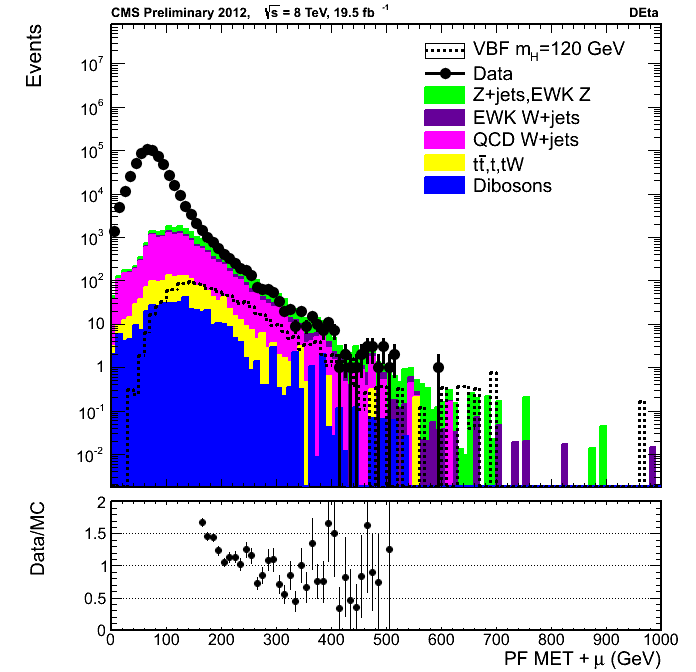 CMS Preliminary 2012, √s = 8 TeV, 19.5 fb⁻¹ DEta
Events
VBF m_H=120 GeV
Data
Z+jets,EWK Z
EWK W+jets
QCD W+jets
tt̄,t,tW
Dibosons
10⁷
10⁶
10⁵
10⁴
10³
10²
10
1
10⁻¹
10⁻²
Data/MC
2
1.5
1
0.5
0
0 100 200 300 400 500 600 700 800 900 1000
PF MET + μ (GeV)